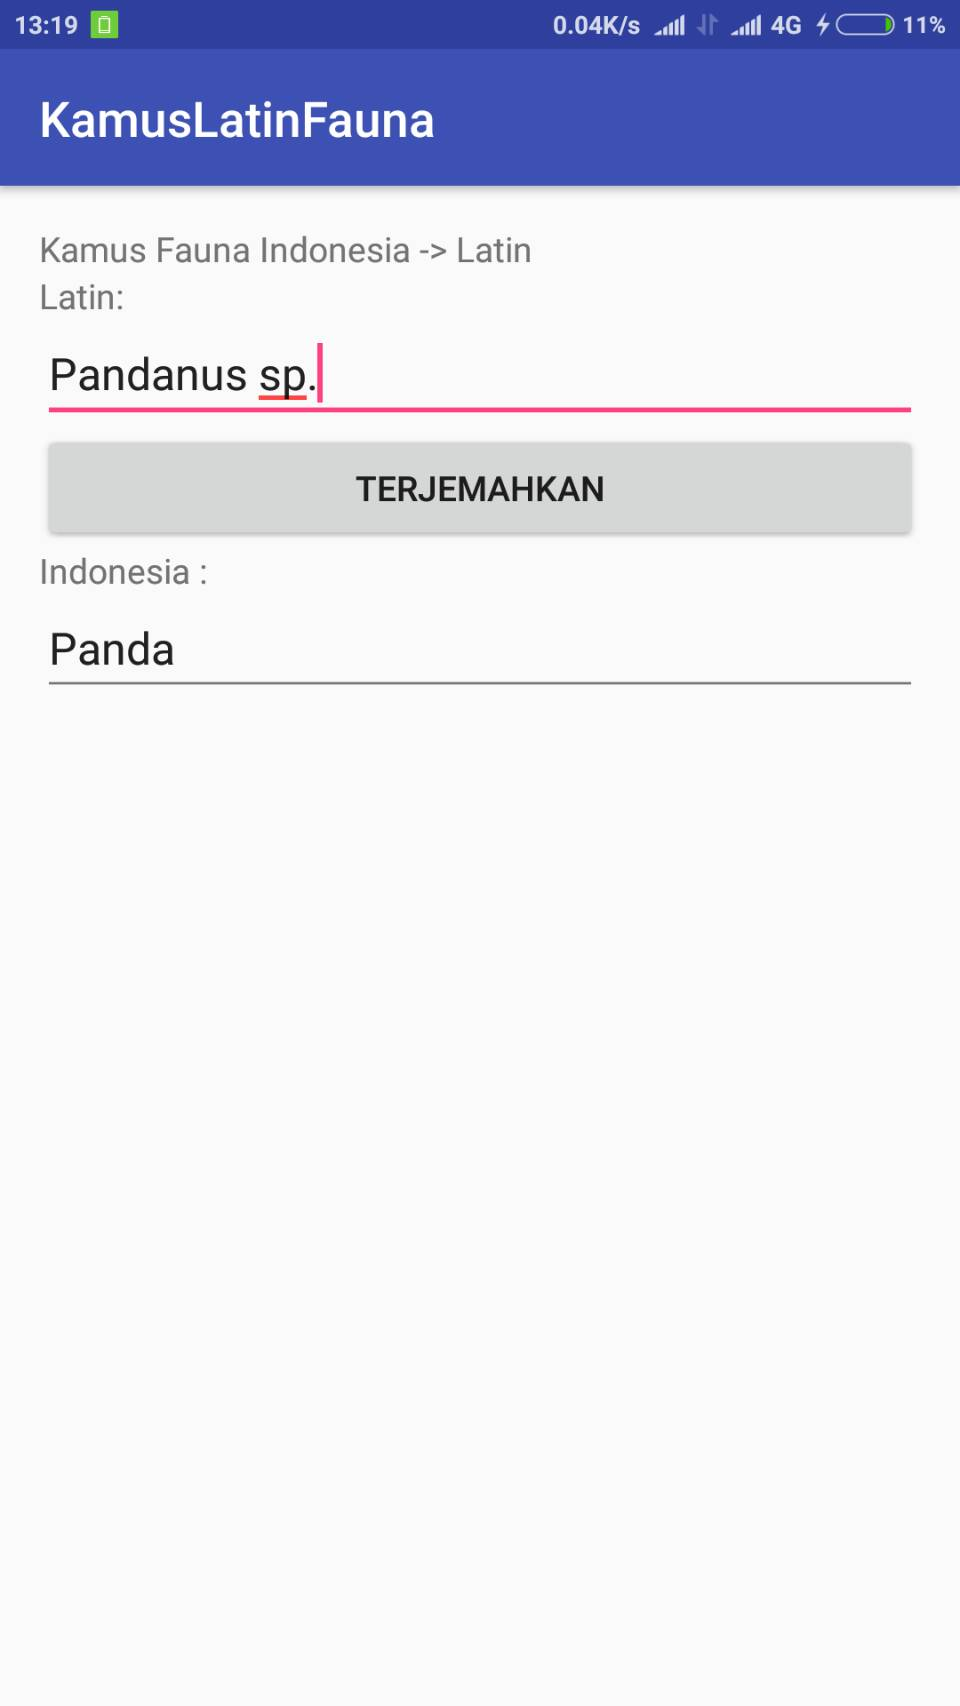 13:19 0.04K/s 4G 11%
KamusLatinFauna
Kamus Fauna Indonesia -> Latin
Latin:
Pandanus sp.
TERJEMAHKAN
Indonesia :
Panda